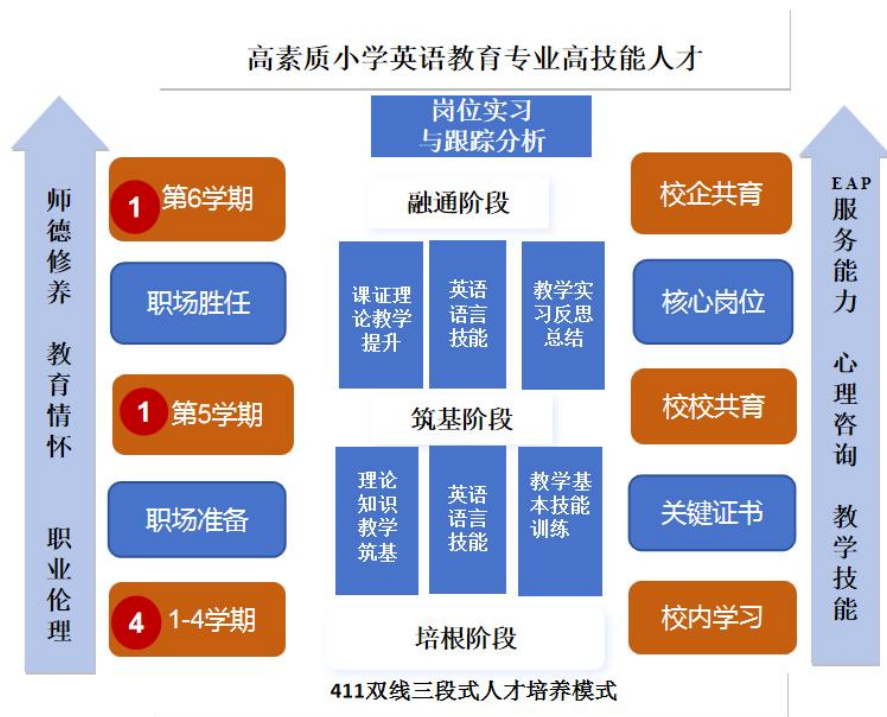 高素质小学英语教育专业高技能人才
岗位实习
与跟踪分析
师德修养 教育情怀 职业伦理
1 第6学期
职场胜任
1 第5学期
职场准备
4 1-4学期
融通阶段
课证理
论教学
提升
英语
语言
技能
教学实
习反思
总结
筑基阶段
理论
知识
教学
筑基
英语
语言
技能
教学基
本技能
训练
培根阶段
校企共育
核心岗位
校校共育
关键证书
校内学习
EAP
服务能力 心理咨询 教学技能
411双线三段式人才培养模式